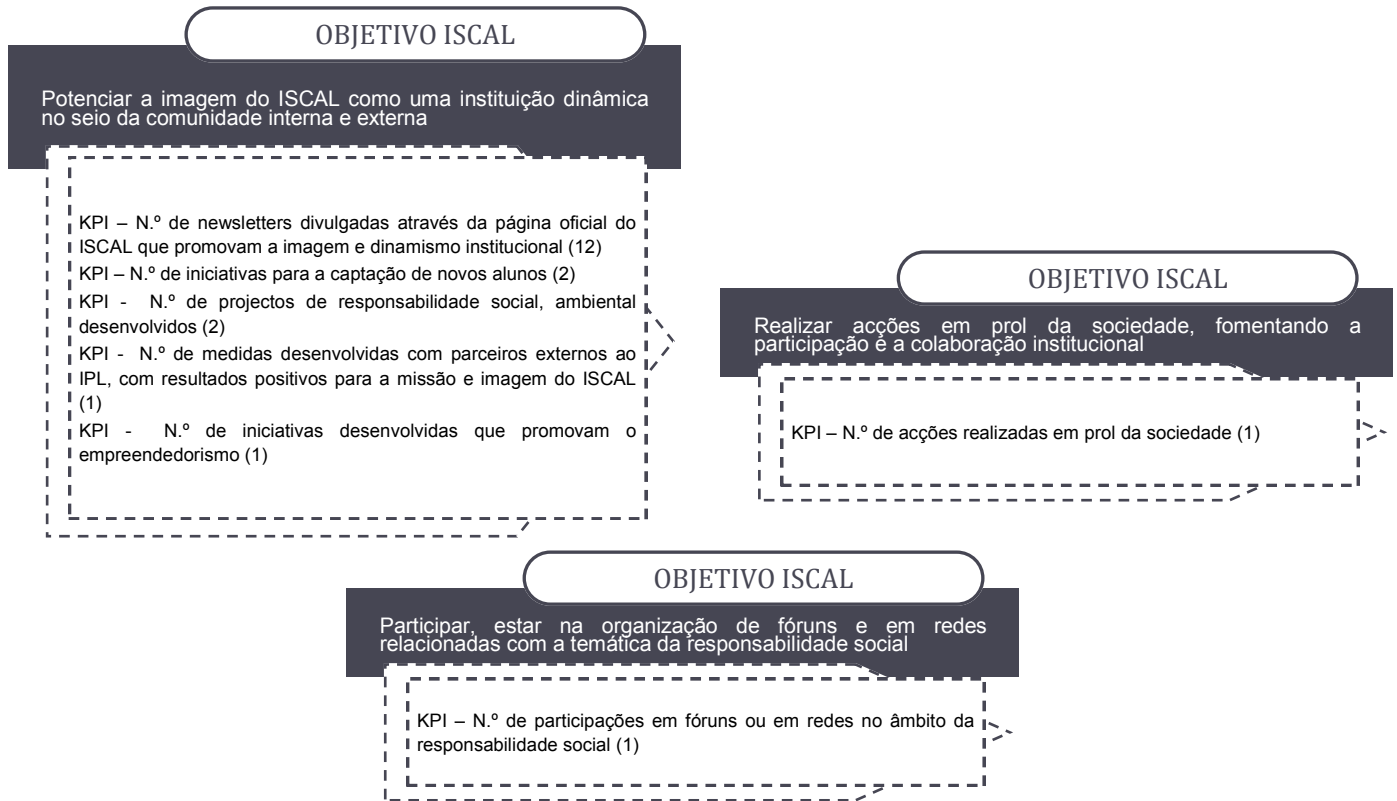 OBJETIVO ISCAL
Potenciar a imagem do ISCAL como uma instituição dinâmica
no seio da comunidade interna e externa
KPI – N.º de newsletters divulgadas através da página oficial do
ISCAL que promovam a imagem e dinamismo institucional (12)
KPI – N.º de iniciativas para a captação de novos alunos (2)
KPI - N.º de projectos de responsabilidade social, ambiental
desenvolvidos (2)
KPI - N.º de medidas desenvolvidas com parceiros externos ao
IPL, com resultados positivos para a missão e imagem do ISCAL
(1)
KPI - N.º de iniciativas desenvolvidas que promovam o
empreendedorismo (1)
OBJETIVO ISCAL
Realizar acções em prol da sociedade, fomentando a
participação e a colaboração institucional
KPI – N.º de acções realizadas em prol da sociedade (1)
OBJETIVO ISCAL
Participar, estar na organização de fóruns e em redes
relacionadas com a temática da responsabilidade social
KPI – N.º de participações em fóruns ou em redes no âmbito da
responsabilidade social (1)